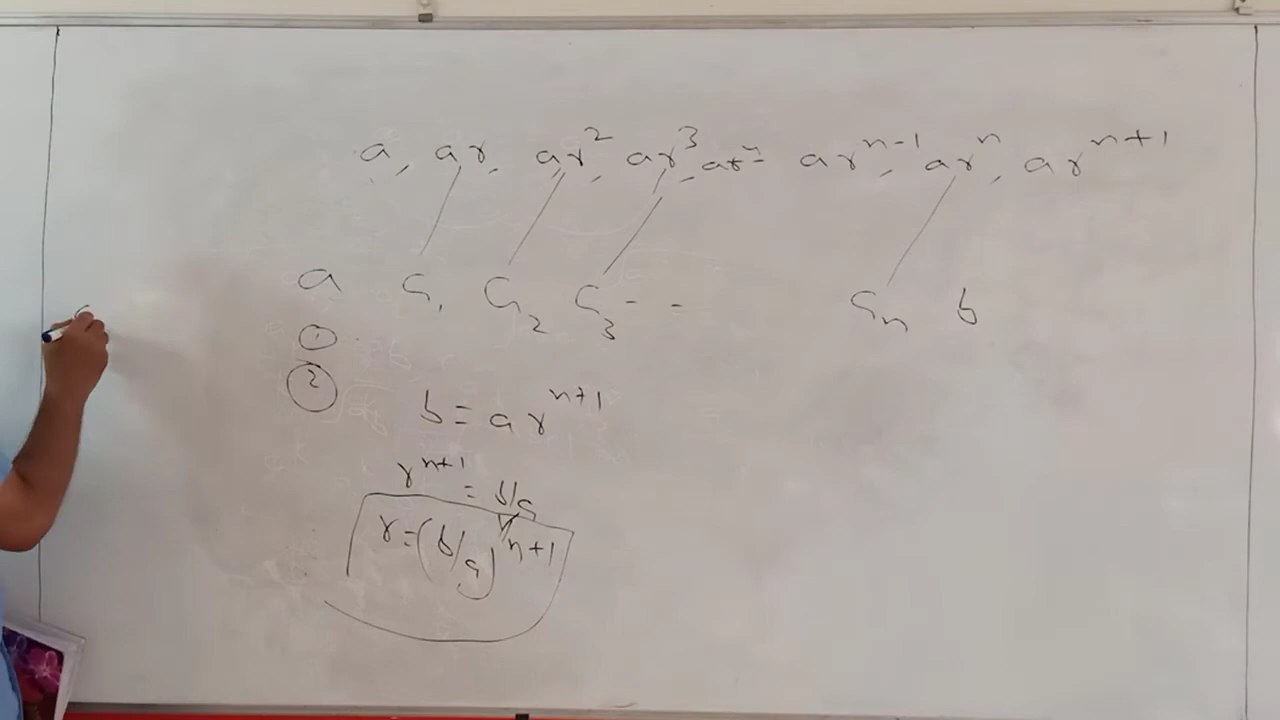 a, ar, ar², ar³, ar⁴ - ar^{n-1}, ar^n, ar^{n+1}
a G₁ G₂ G₃ - - Gₙ b
①
②
b = ar^{n+1}
r^{n+1} = b/a
r = (b/a)^{1/n+1}